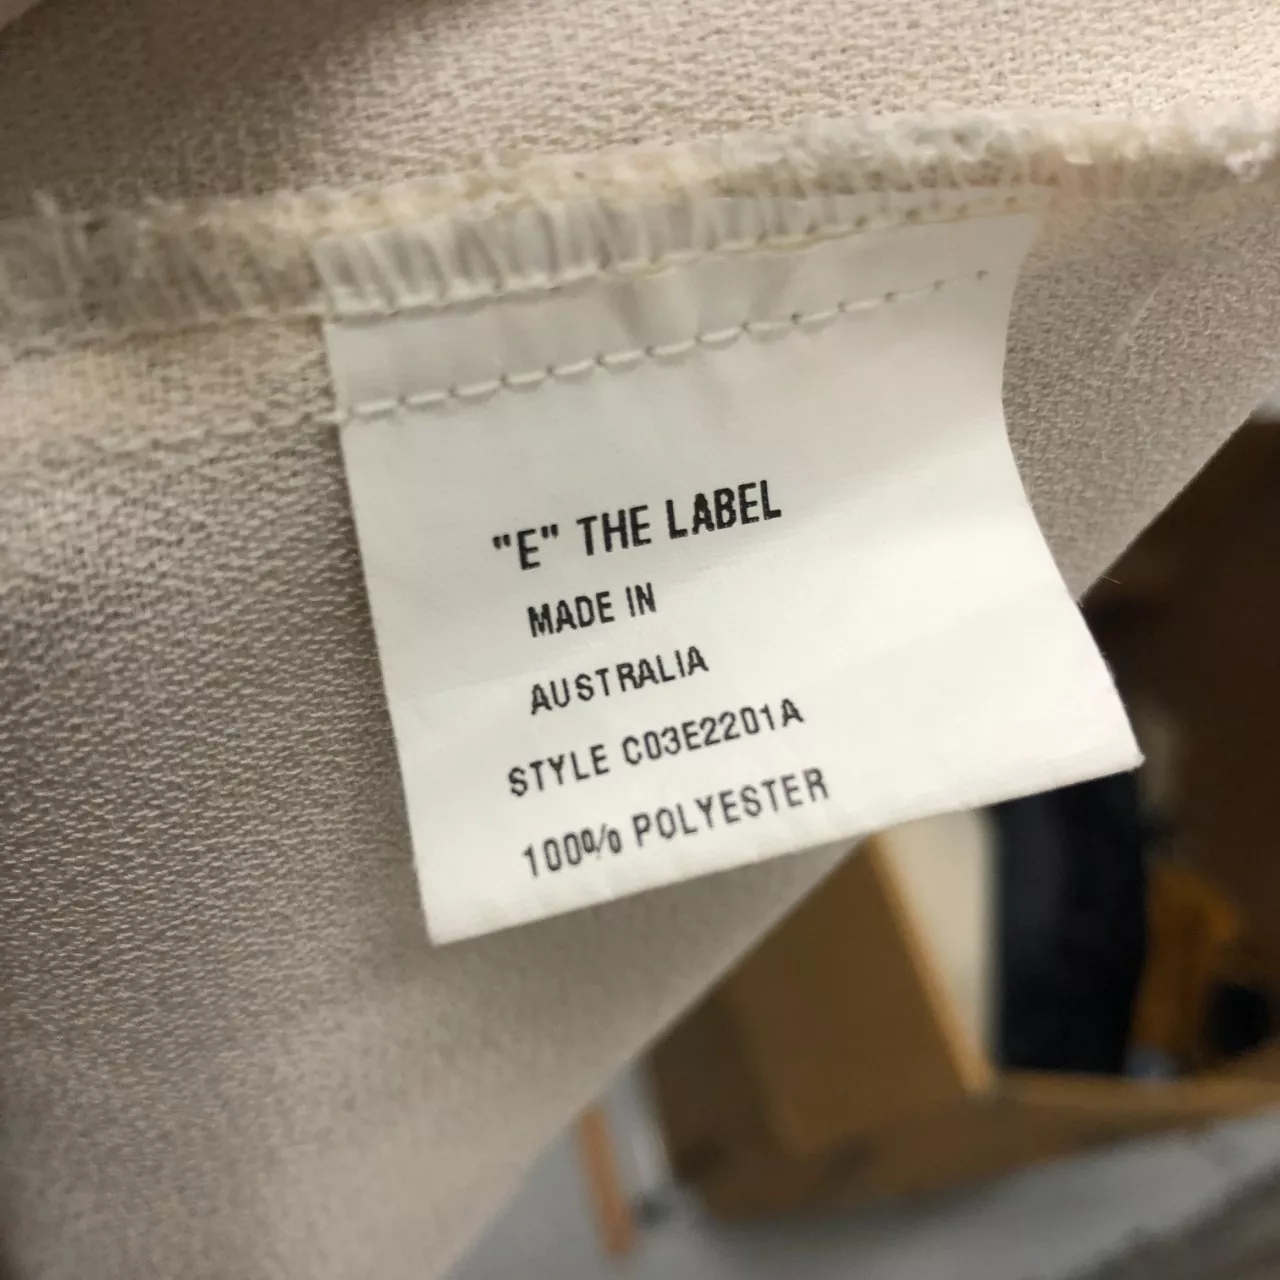 "E" THE LABEL
MADE IN
AUSTRALIA
STYLE C03E2201A
100% POLYESTER